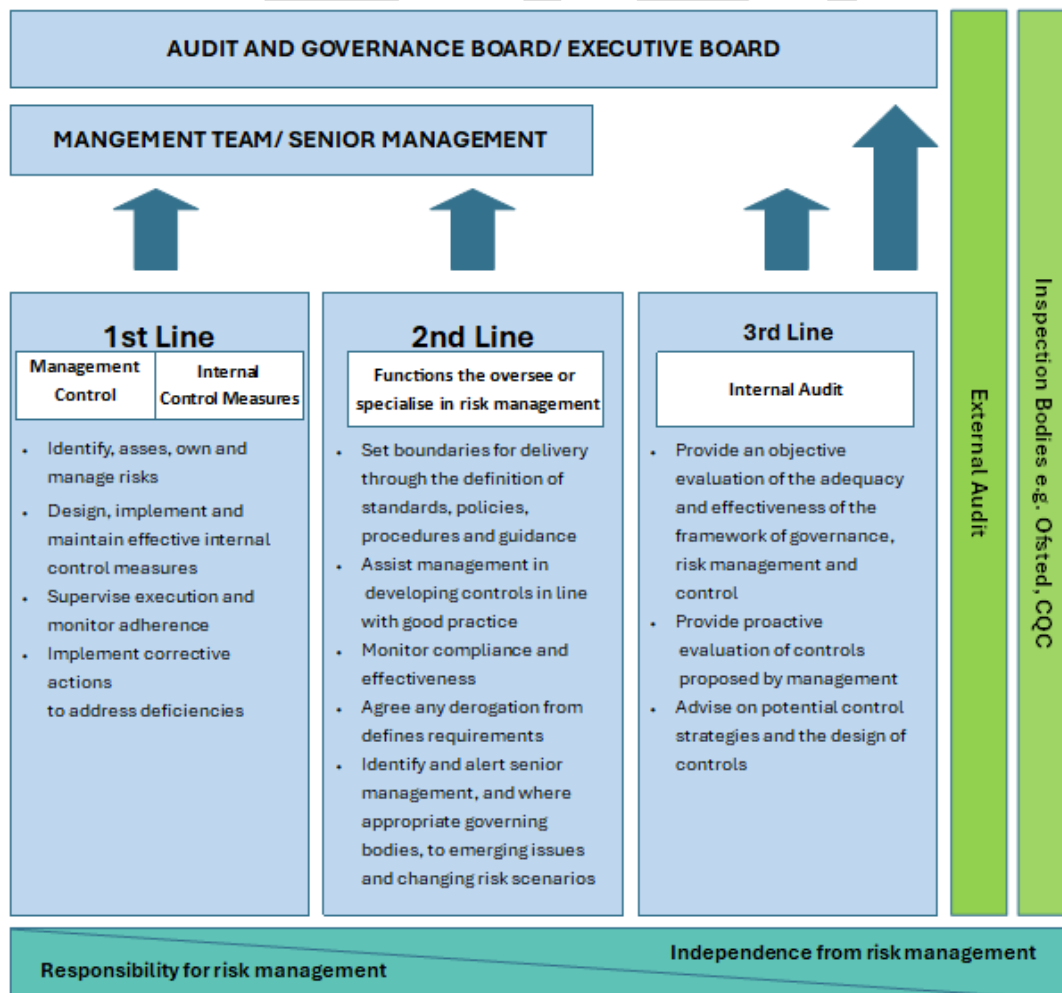 AUDIT AND GOVERNANCE BOARD/ EXECUTIVE BOARD
MANGEMENT TEAM/ SENIOR MANAGEMENT
1st Line
Management
Control
Internal
Control Measures
• Identify, asses, own and
manage risks
• Design, implement and
maintain effective internal
control measures
• Supervise execution and
monitor adherence
• Implement corrective
actions
to address deficiencies
2nd Line
Functions the oversee or
specialise in risk management
• Set boundaries for delivery
through the definition of
standards, policies,
procedures and guidance
• Assist management in
developing controls in line
with good practice
• Monitor compliance and
effectiveness
• Agree any derogation from
defines requirements
• Identify and alert senior
management, and where
appropriate governing
bodies, to emerging issues
and changing risk scenarios
3rd Line
Internal Audit
• Provide an objective
evaluation of the adequacy
and effectiveness of the
framework of governance,
risk management and
control
• Provide proactive
evaluation of controls
proposed by management
• Advise on potential control
strategies and the design of
controls
External Audit
Inspection Bodies e.g. Ofsted, CQC
Responsibility for risk management
Independence from risk management